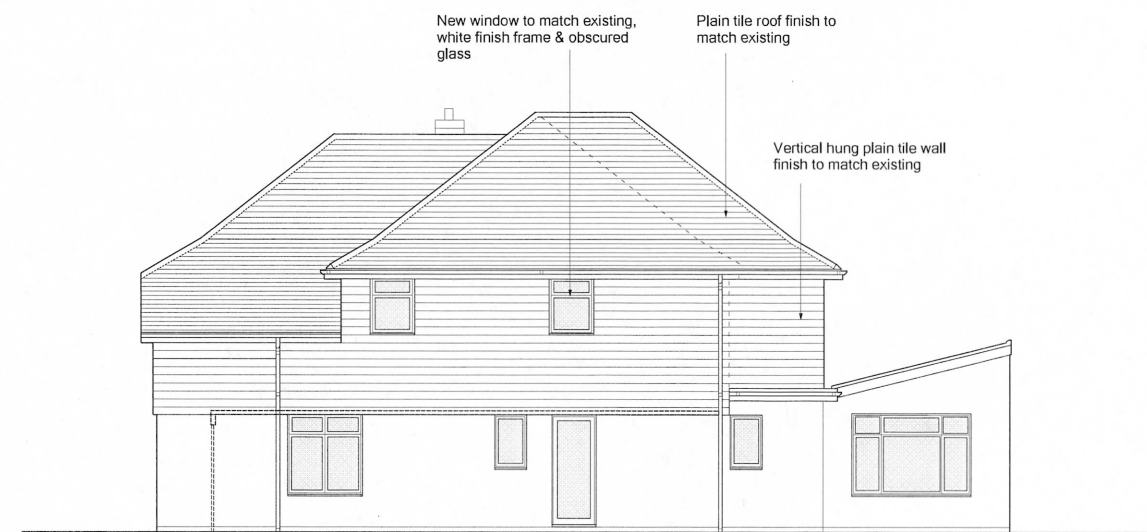 New window to match existing,
white finish frame & obscured
glass
Plain tile roof finish to
match existing
Vertical hung plain tile wall
finish to match existing